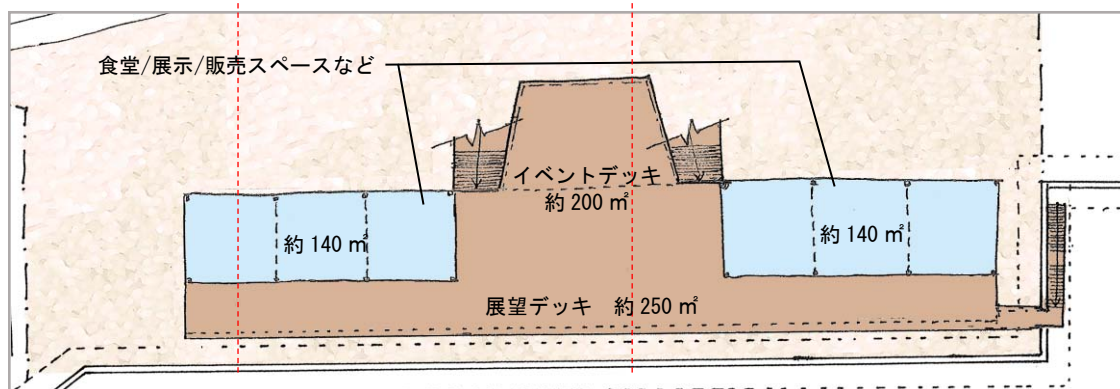 食堂/展示/販売スペースなど
イベントデッキ
約 200 ㎡
約 140 ㎡
約 140 ㎡
展望デッキ　約 250 ㎡